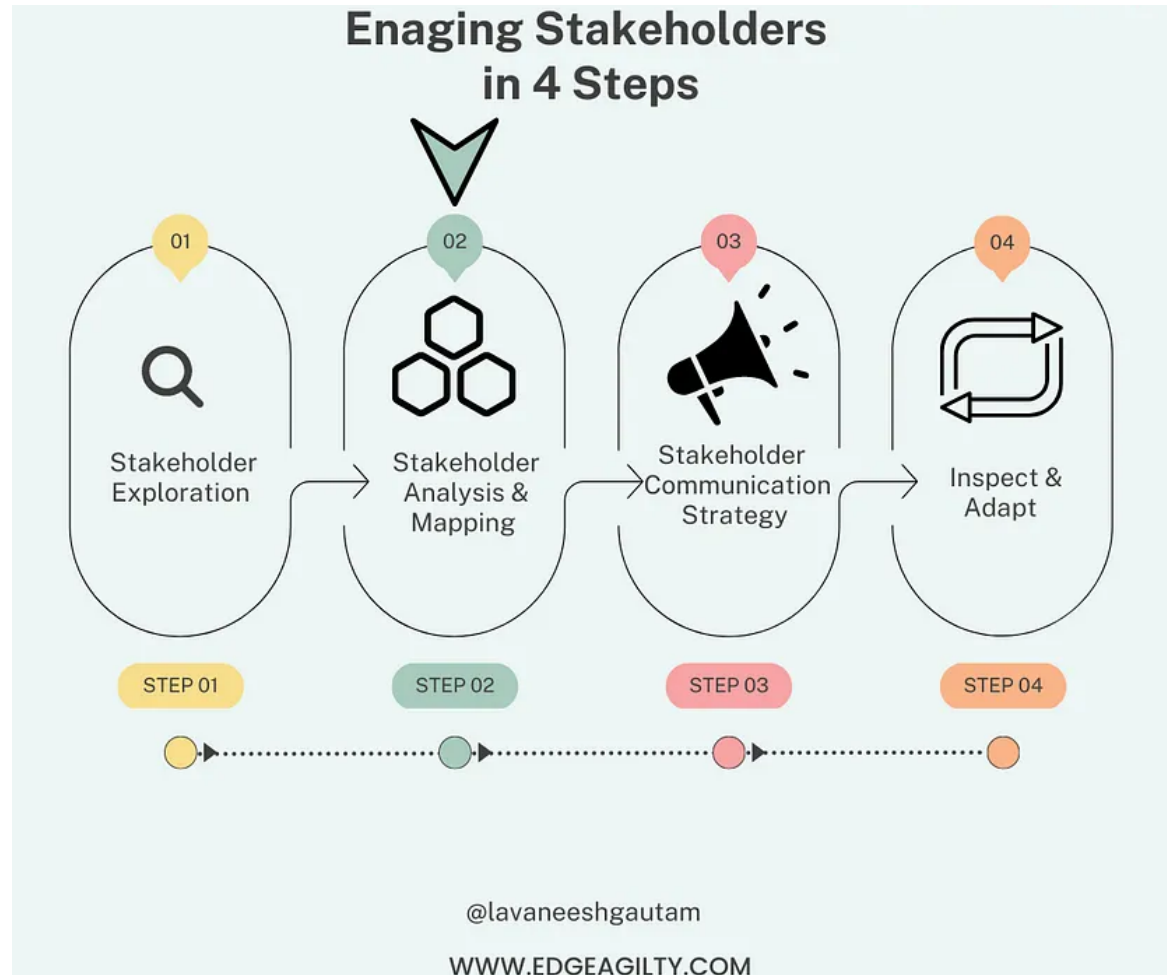 Enaging Stakeholders
in 4 Steps
01
02
03
04
Stakeholder
Exploration
Stakeholder
Analysis &
Mapping
Stakeholder
Communication
Strategy
Inspect &
Adapt
STEP 01
STEP 02
STEP 03
STEP 04
@lavaneeshgautam
WWW.EDGEAGILTY.COM